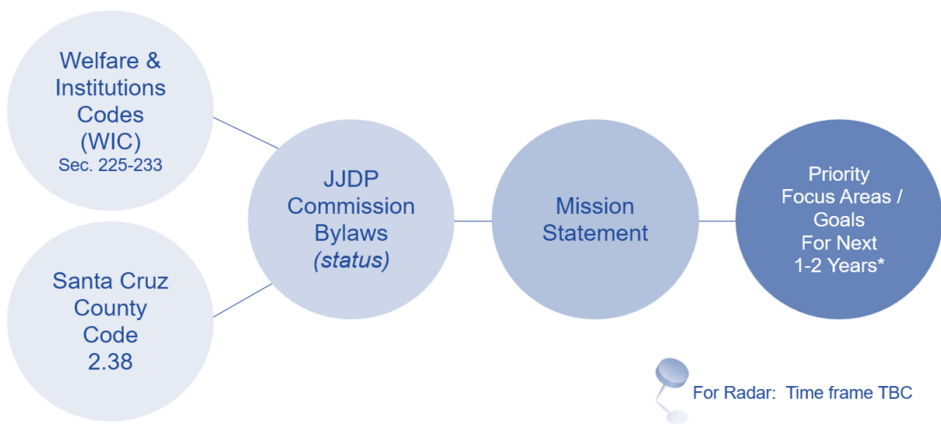 Welfare &
Institutions
Codes
(WIC)
Sec. 225-233
Santa Cruz
County
Code
2.38
JJDP
Commission
Bylaws
(status)
Mission
Statement
Priority
Focus Areas /
Goals
For Next
1-2 Years*
For Radar:  Time frame TBC